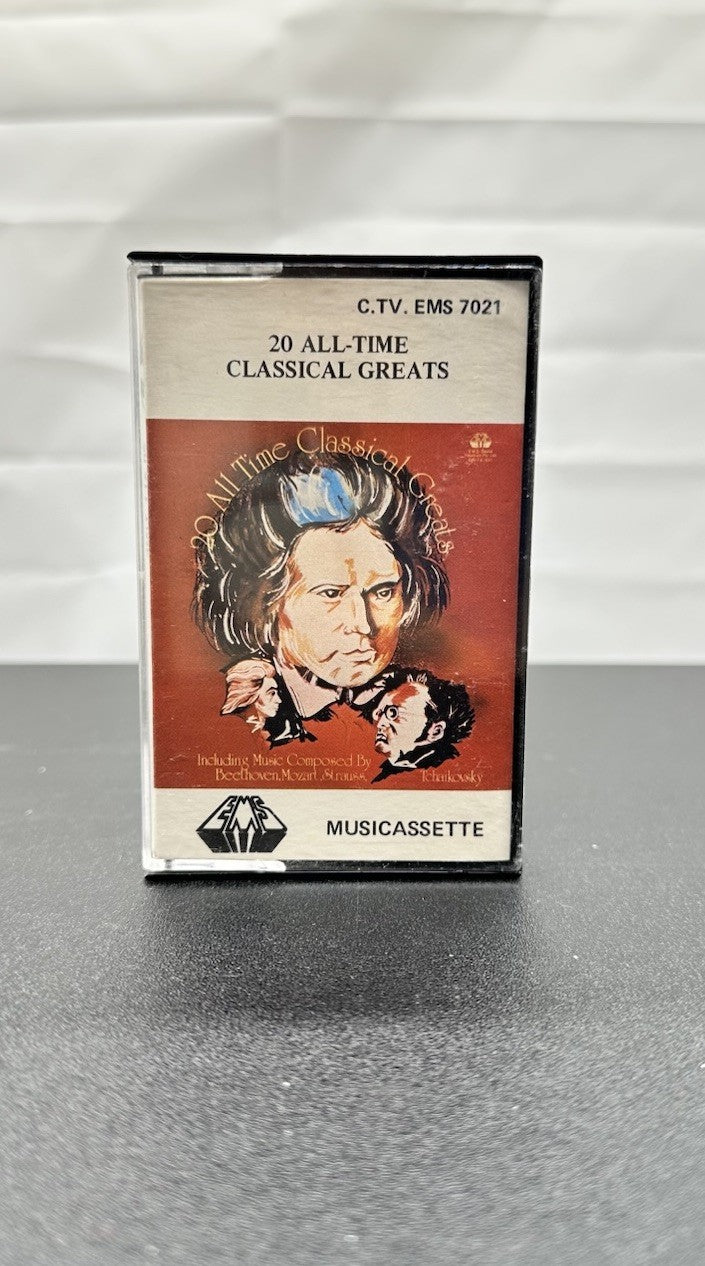 C.TV. EMS 7021
20 ALL-TIME
CLASSICAL GREATS
20 All Time Classical Greats
Including Music Composed By
Beethoven, Mozart, Strauss, Tchaikovsky
EMS
MUSICASSETTE